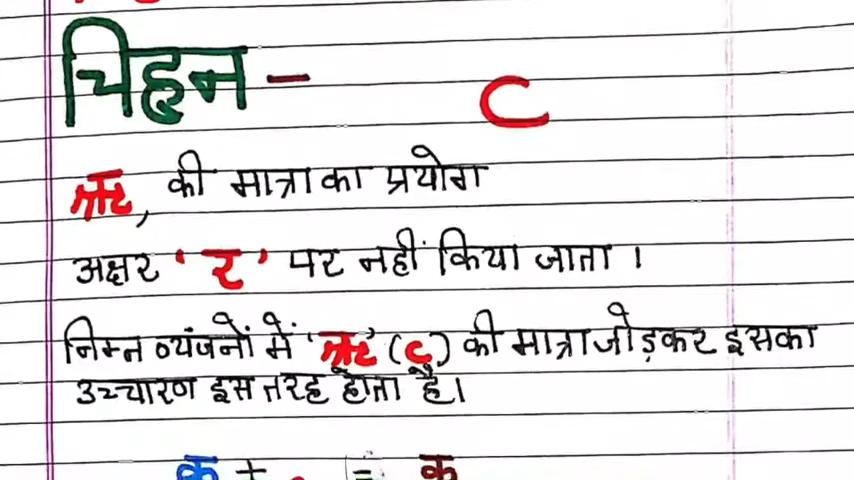 चिह्न - ृ
ऋ, की मात्रा का प्रयोग
अक्षर 'र' पर नहीं किया जाता।
निम्न व्यंजनों में 'ऋ' (ृ) की मात्रा जोड़कर इसका
उच्चारण इस तरह होता है।
क + =